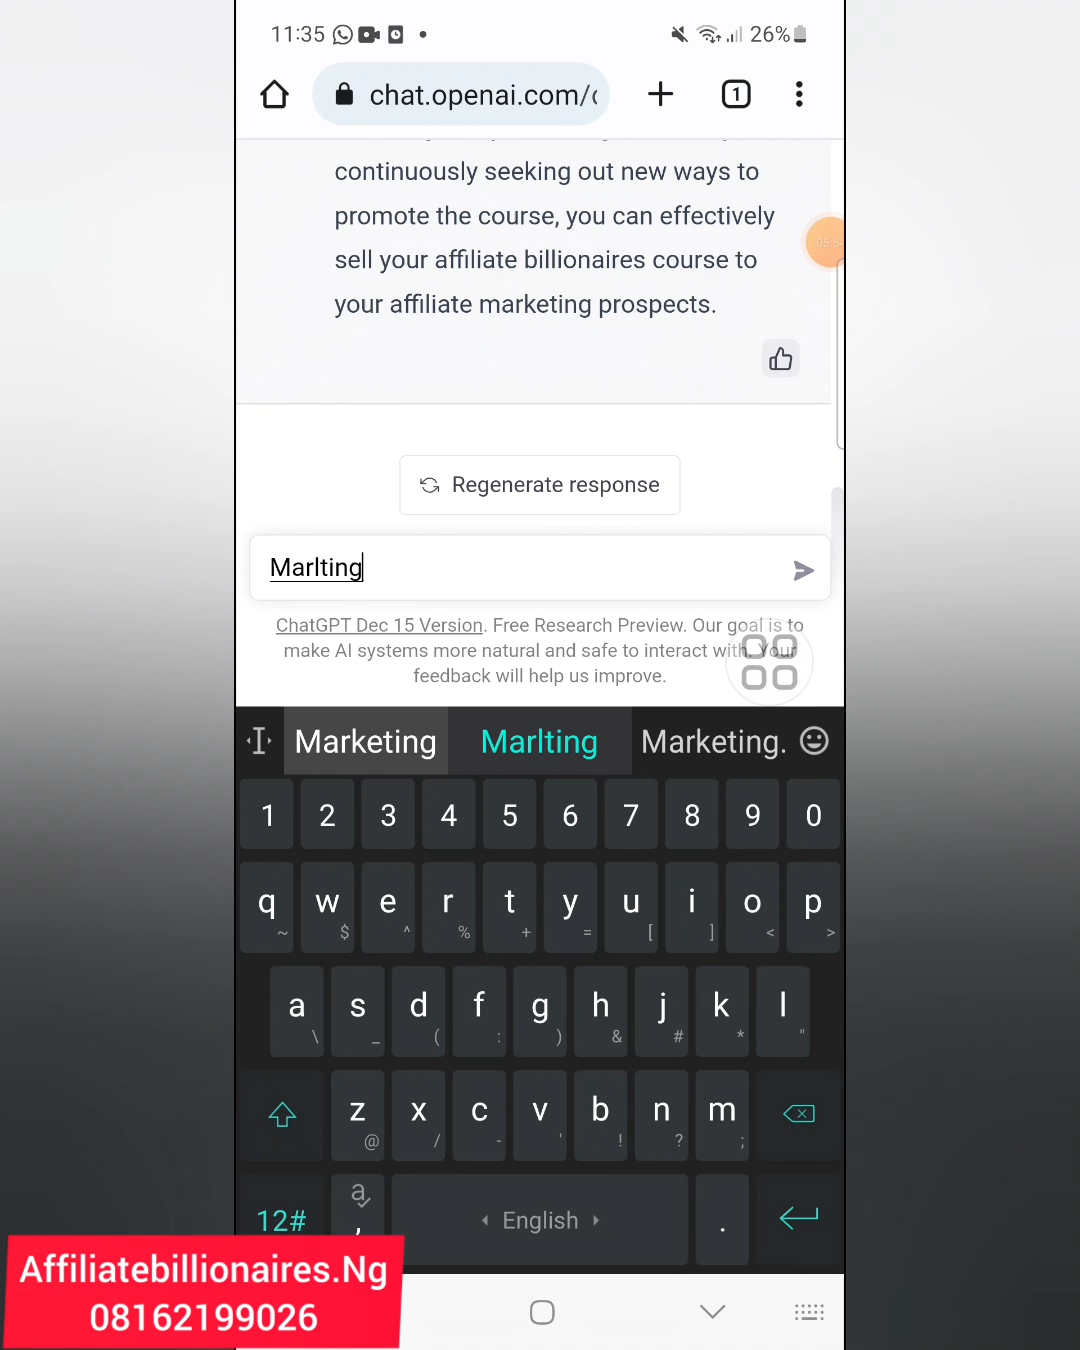 11:35
26%
chat.openai.com/
1
continuously seeking out new ways to
promote the course, you can effectively
sell your affiliate billionaires course to
your affiliate marketing prospects.
Regenerate response
Marlting
ChatGPT Dec 15 Version. Free Research Preview. Our goal is to
make AI systems more natural and safe to interact with. Your
feedback will help us improve.
Marketing Marlting Marketing.
1 2 3 4 5 6 7 8 9 0
q w e r t y u i o p
~ $ ^ % + = [ ] < >
a s d f g h j k l
\ _ ( : ) & # * "
z x c v b n m
@ / - ' ! ? ;
12# , English .
Affiliatebillionaires.Ng
08162199026